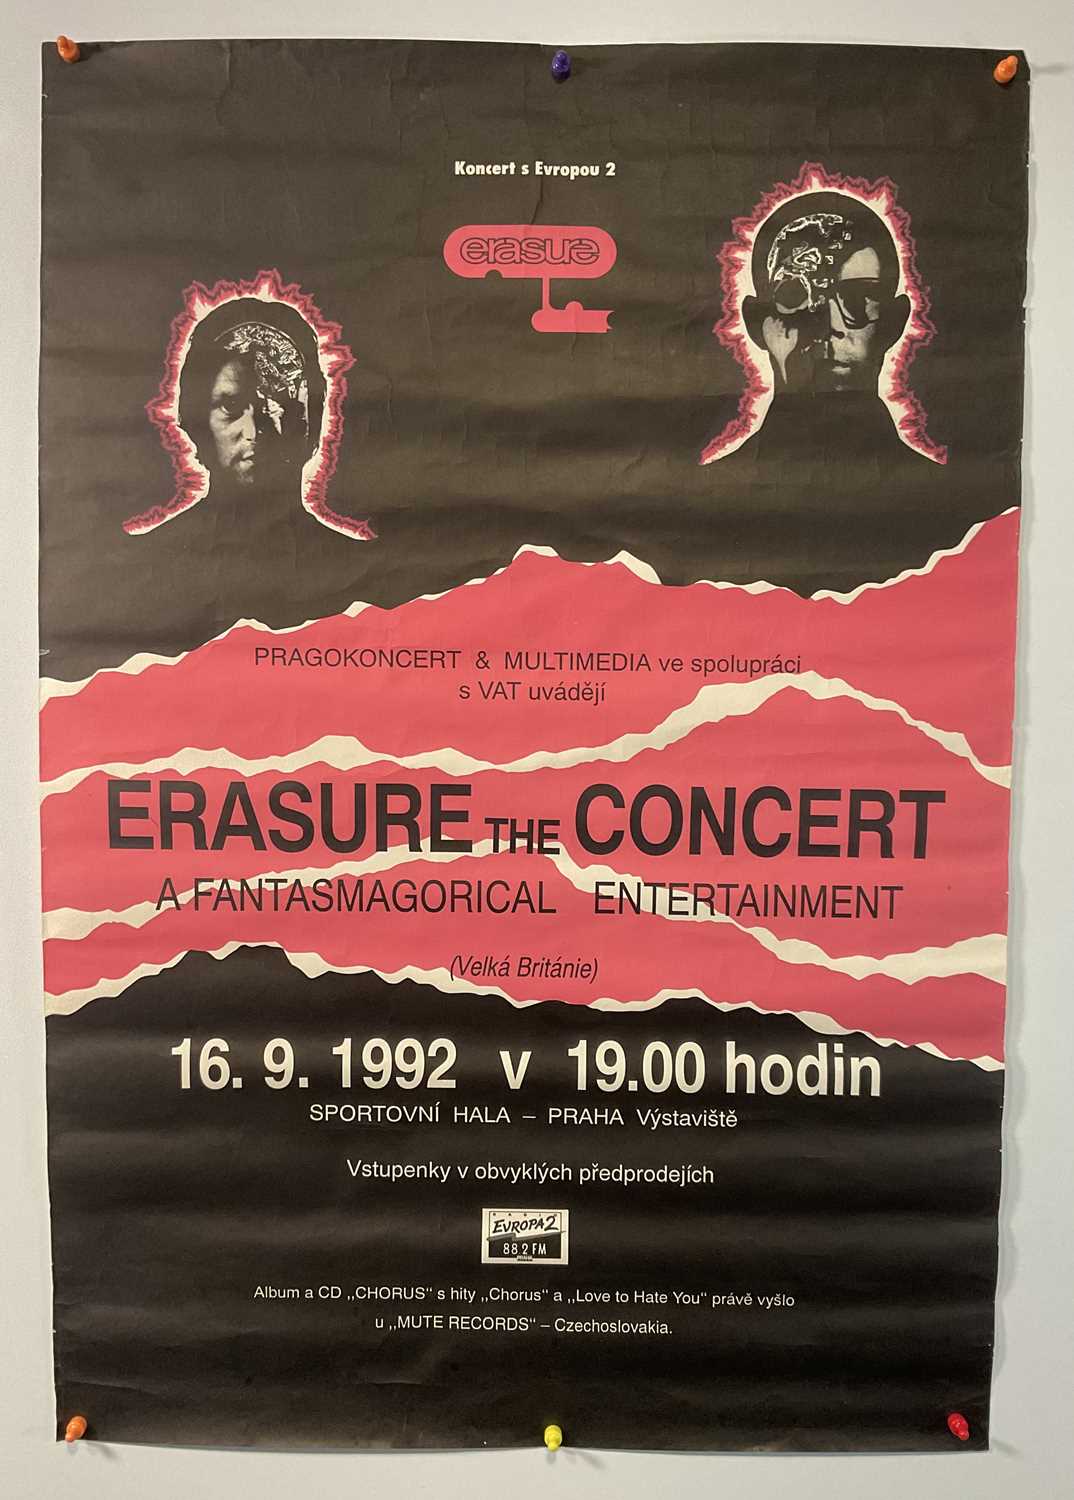 Koncert s Evropou 2
erasure
PRAGOKONCERT & MULTIMEDIA ve spolupráci
s VAT uvádějí
ERASURE THE CONCERT
A FANTASMAGORICAL ENTERTAINMENT
(Velká Británie)
16. 9. 1992 v 19.00 hodin
SPORTOVNÍ HALA – PRAHA Výstaviště
Vstupenky v obvyklých předprodejích
RADIO
EVROPA 2
88.2 FM
PRAHA
Album a CD ,,CHORUS“ s hity ,,Chorus“ a ,,Love to Hate You“ právě vyšlo
u ,,MUTE RECORDS“ – Czechoslovakia.